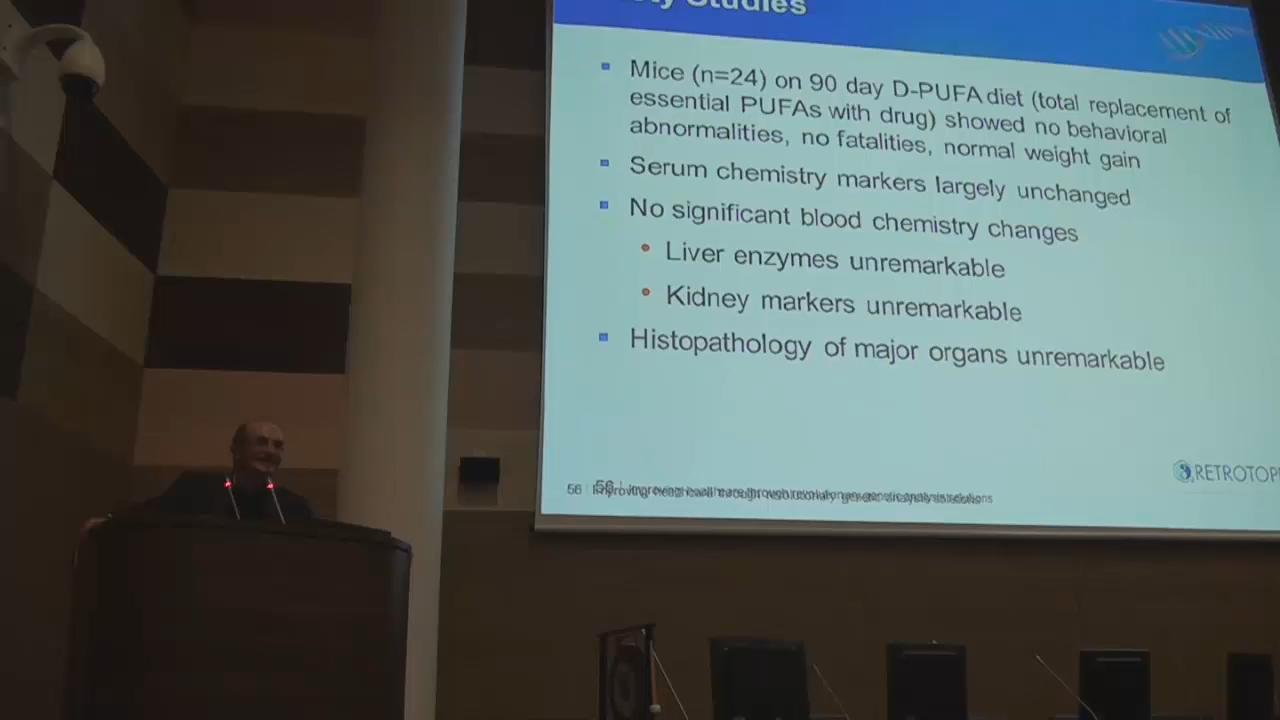 Studies
Mice (n=24) on 90 day D-PUFA diet (total replacement of
essential PUFAs with drug) showed no behavioral
abnormalities, no fatalities, normal weight gain
Serum chemistry markers largely unchanged
No significant blood chemistry changes
Liver enzymes unremarkable
Kidney markers unremarkable
Histopathology of major organs unremarkable
RETROTOP
56